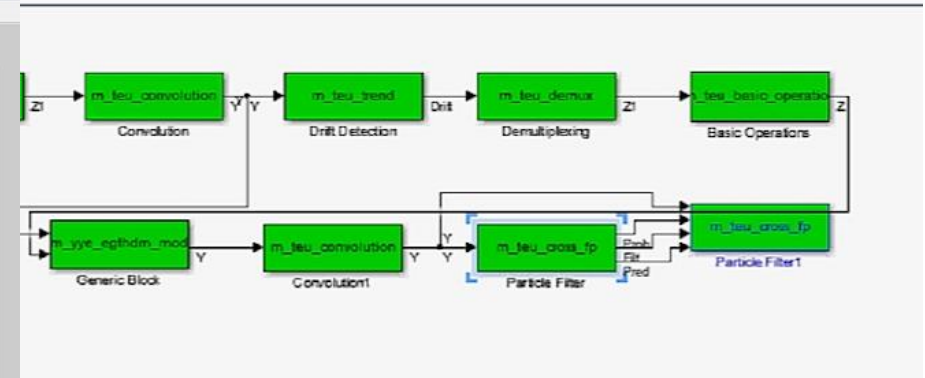 Z1
m_teu_convolution
Y
Y
m_teu_trend
Drift
m_teu_demux
Z1
m_teu_basic_operatio
Z
Convolution
Drift Detection
Demultiplexing
Basic Operations
m_yye_egthdm_mod
Y
m_teu_convolution
Y
Y
Y
m_teu_cross_fp
Prob
Filt
Pred
m_teu_cross_fp
Generic Block
Convolution1
Particle Filter
Particle Filter1